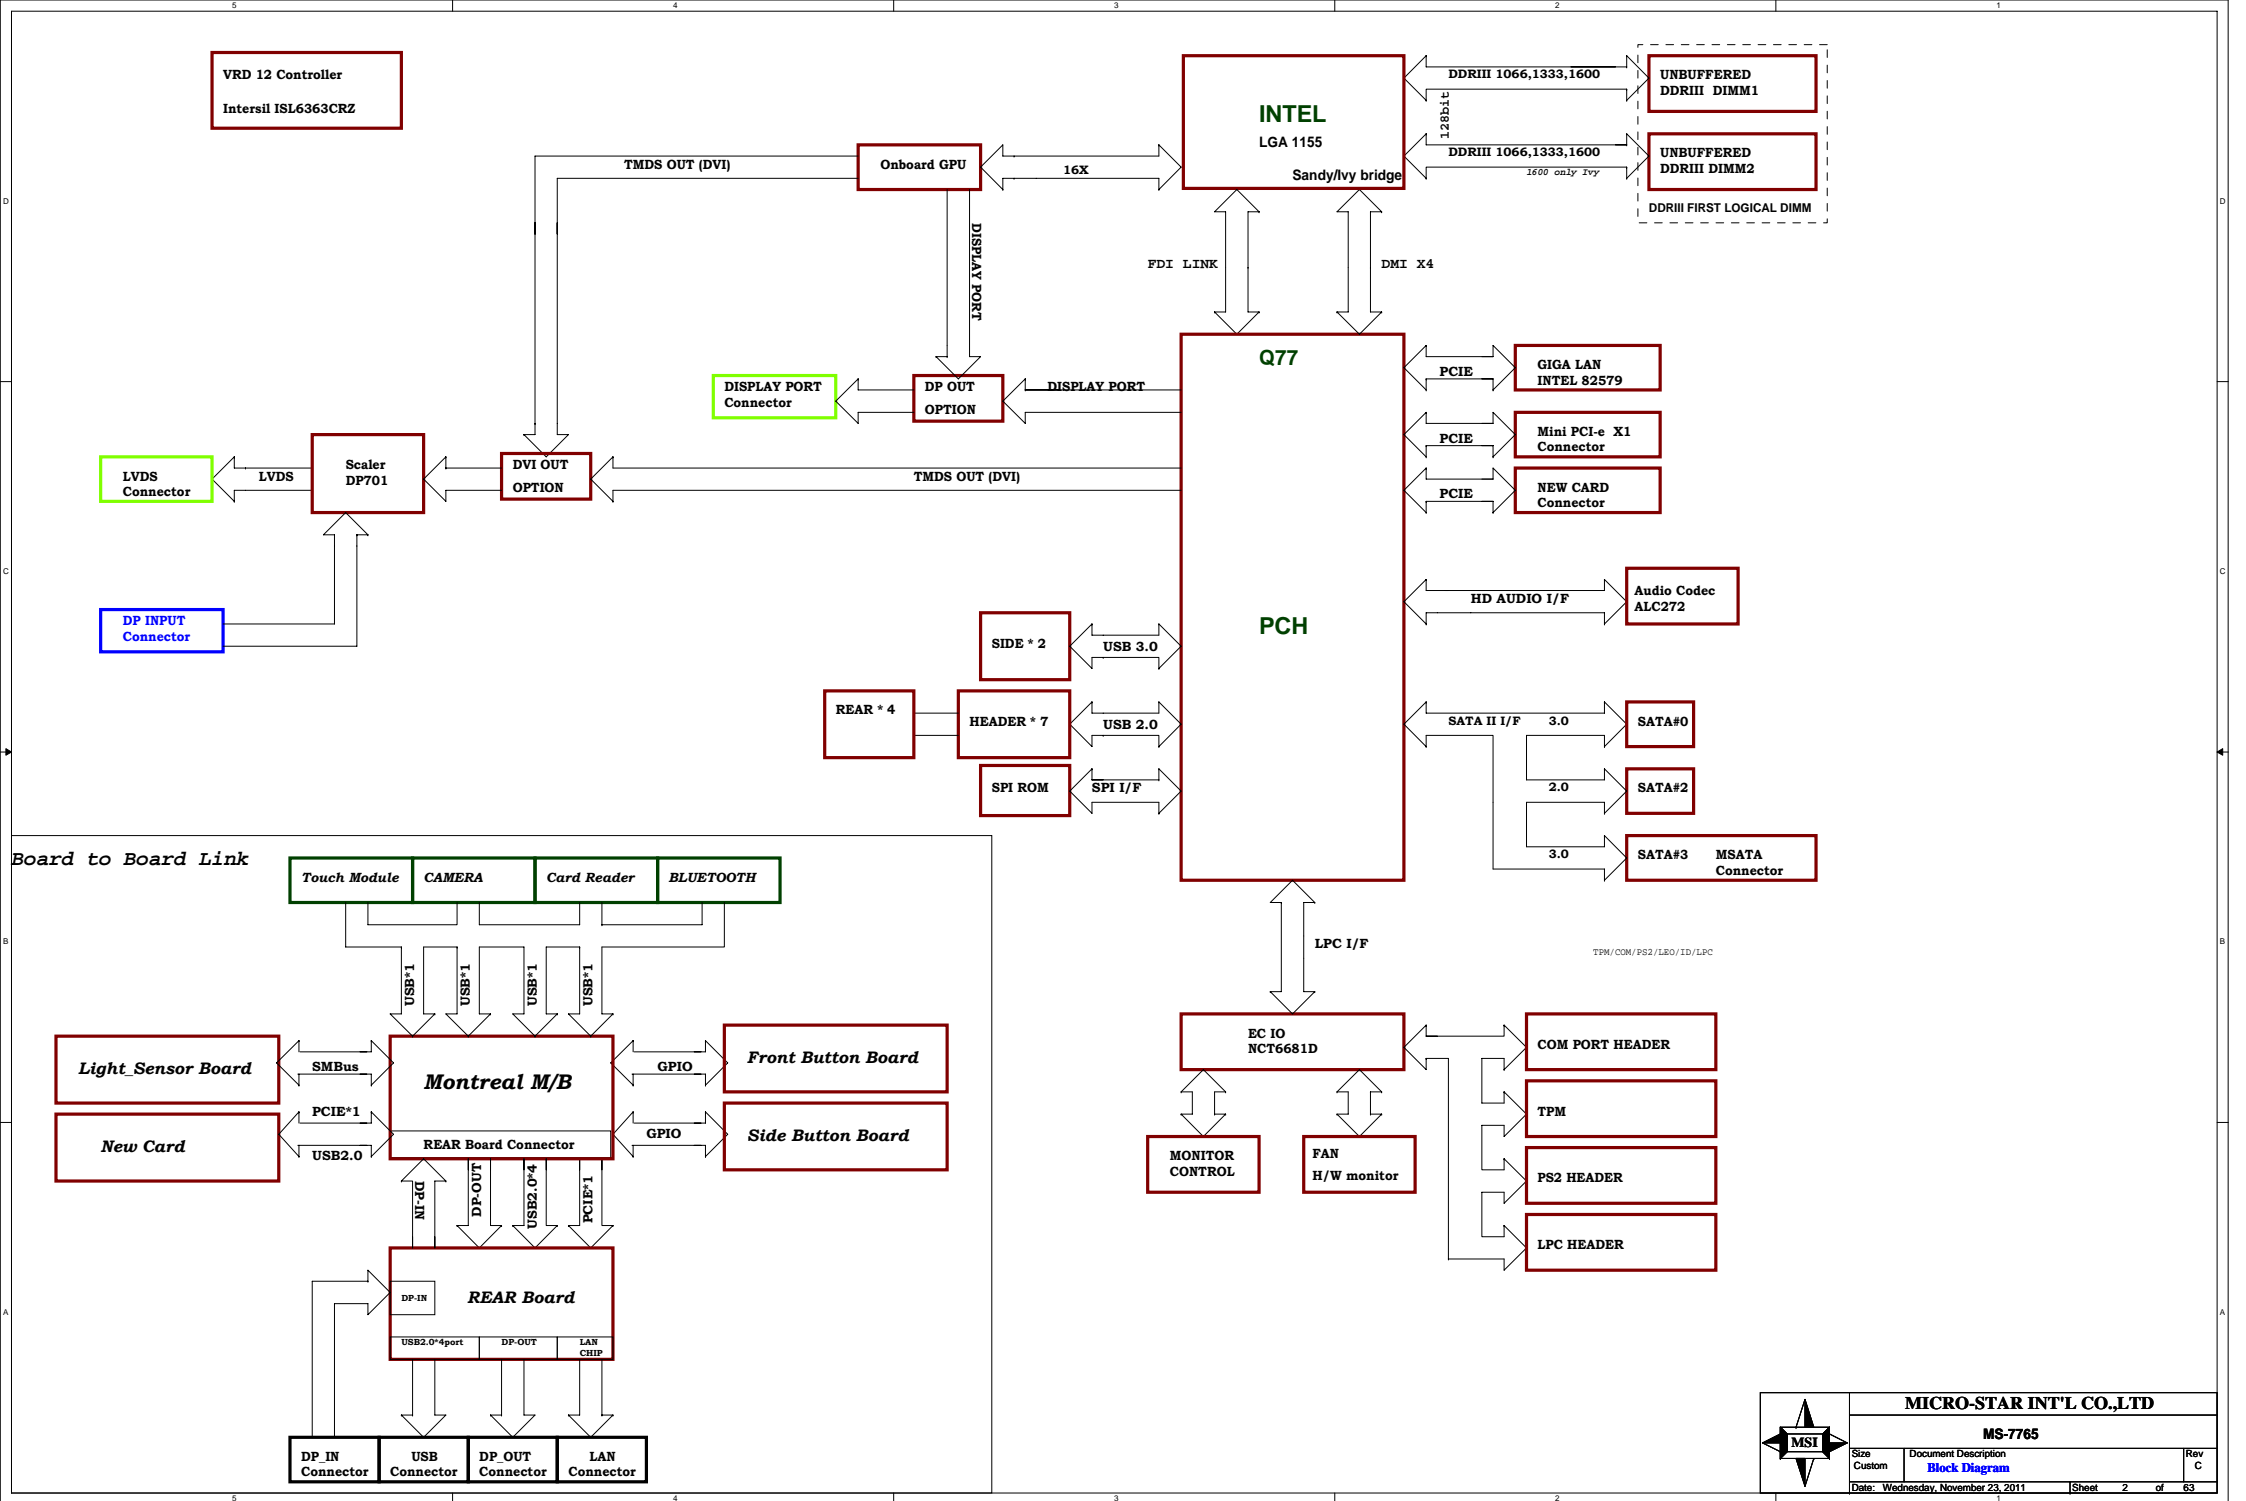 5
4
3
2
1
VRD 12 Controller
Intersil ISL6363CRZ
INTEL
LGA 1155
Sandy/Ivy bridge
DDRIII 1066,1333,1600
128bit
DDRIII 1066,1333,1600
1600 only Ivy
UNBUFFERED
DDRIII DIMM1
UNBUFFERED
DDRIII DIMM2
DDRIII FIRST LOGICAL DIMM
TMDS OUT (DVI)
Onboard GPU
16X
DISPLAY PORT
FDI LINK
DMI X4
D
D
Q77
PCH
DISPLAY PORT
Connector
DP OUT
OPTION
DISPLAY PORT
LVDS
Connector
LVDS
Scaler
DP701
DVI OUT
OPTION
TMDS OUT (DVI)
DP INPUT
Connector
PCIE
GIGA LAN
INTEL 82579
PCIE
Mini PCI-e X1
Connector
PCIE
NEW CARD
Connector
C
C
HD AUDIO I/F
Audio Codec
ALC272
SIDE * 2
USB 3.0
REAR * 4
HEADER * 7
USB 2.0
SPI ROM
SPI I/F
SATA II I/F
3.0
SATA#0
2.0
SATA#2
3.0
SATA#3 MSATA
Connector
LPC I/F
TPM/COM/PS2/LEO/ID/LPC
B
B
EC IO
NCT6681D
MONITOR
CONTROL
FAN
H/W monitor
COM PORT HEADER
TPM
PS2 HEADER
LPC HEADER
Board to Board Link
Touch Module
CAMERA
Card Reader
BLUETOOTH
USB*1
USB*1
USB*1
USB*1
Light_Sensor Board
SMBus
Montreal M/B
GPIO
Front Button Board
New Card
PCIE*1
USB2.0
REAR Board Connector
GPIO
Side Button Board
DP-IN
DP-OUT
USB2.0*4
PCIE*1
DP-IN
REAR Board
USB2.0*4port
DP-OUT
LAN
CHIP
A
A
DP_IN
Connector
USB
Connector
DP_OUT
Connector
LAN
Connector
MSI
MICRO-STAR INT'L CO.,LTD
MS-7765
Size
Custom
Document Description
Block Diagram
Rev
C
Date: Wednesday, November 23, 2011
Sheet 2 of 63
5
4
3
2
1